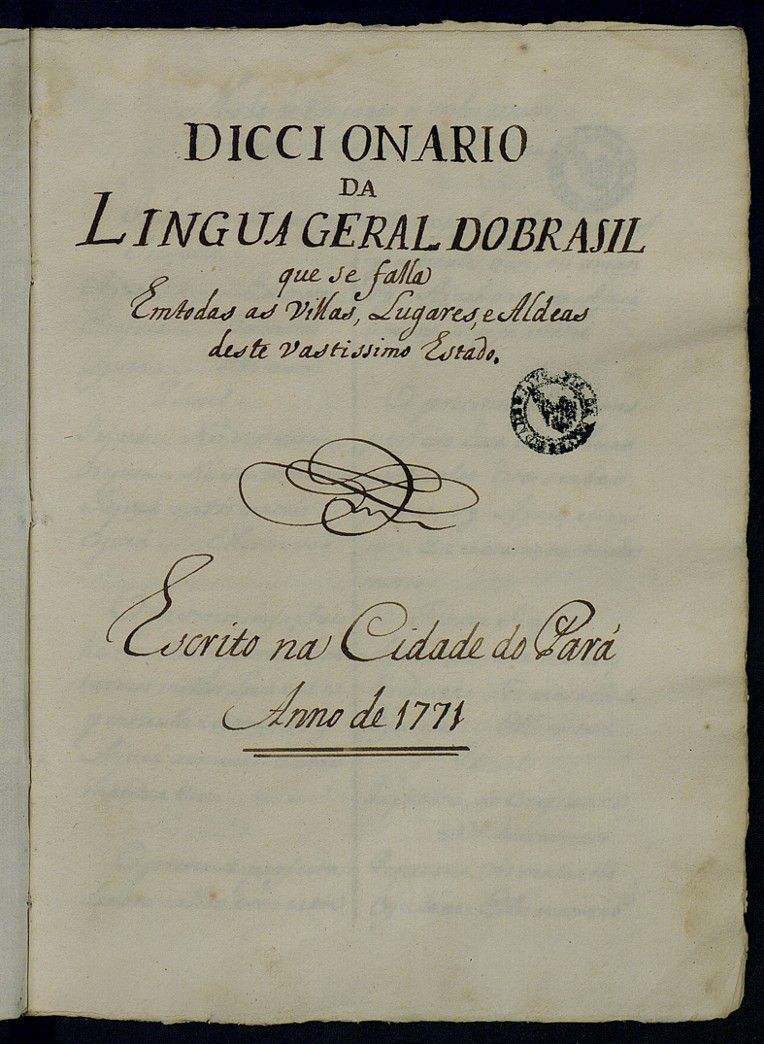 DICCIONARIO
DA
LINGUA GERAL DO BRASIL
que se falla
Em todas as Villas, Lugares, e Aldeas
deste vastissimo Estado.
Escrito na Cidade do Pará
Anno de 1771